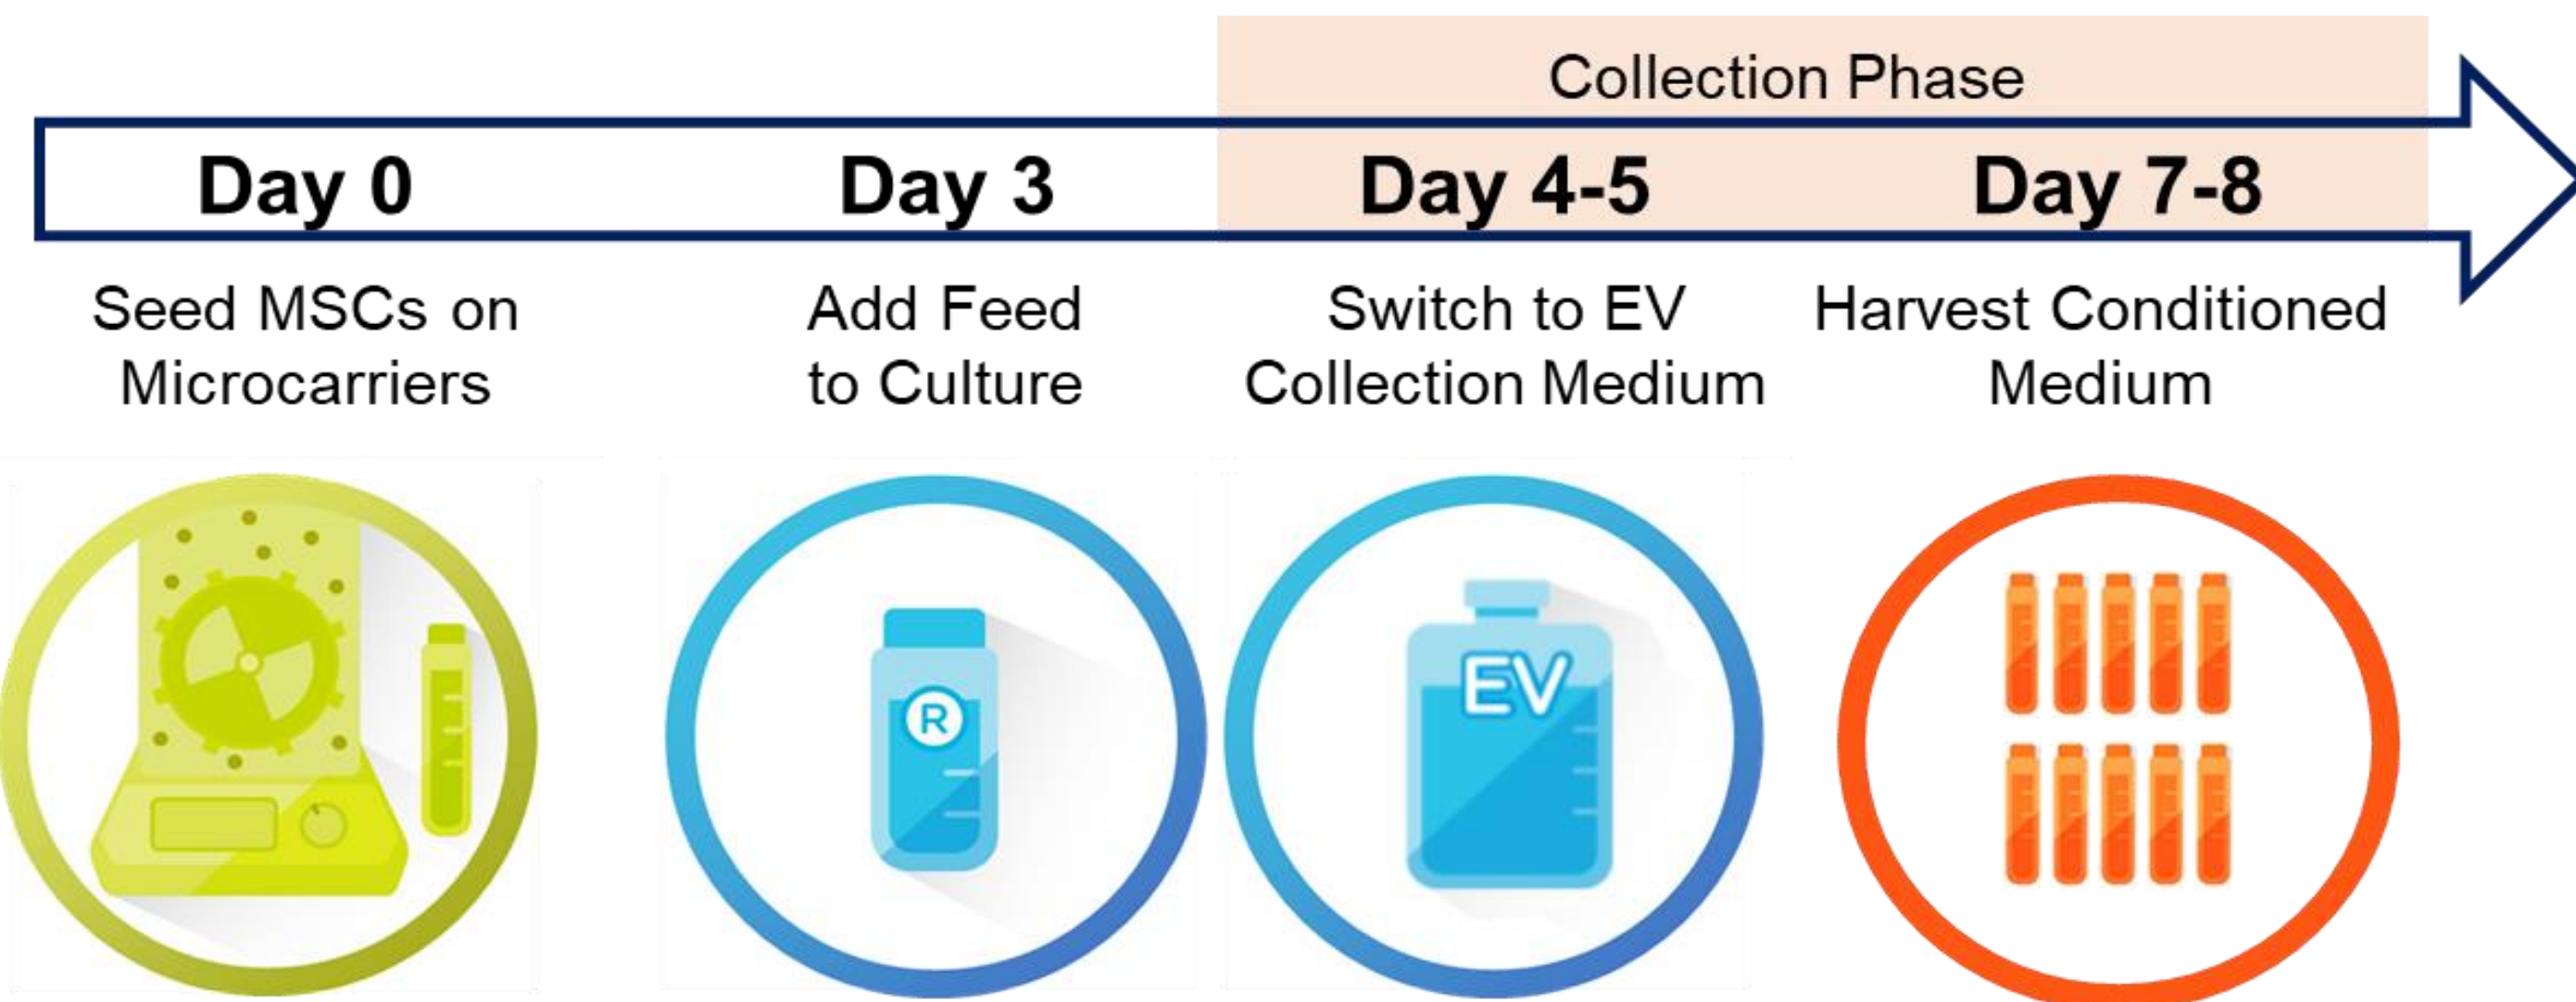 Collection Phase
Day 0 Day 3 Day 4-5 Day 7-8
Seed MSCs on
Microcarriers
Add Feed
to Culture
Switch to EV
Collection Medium
Harvest Conditioned
Medium
R
EV